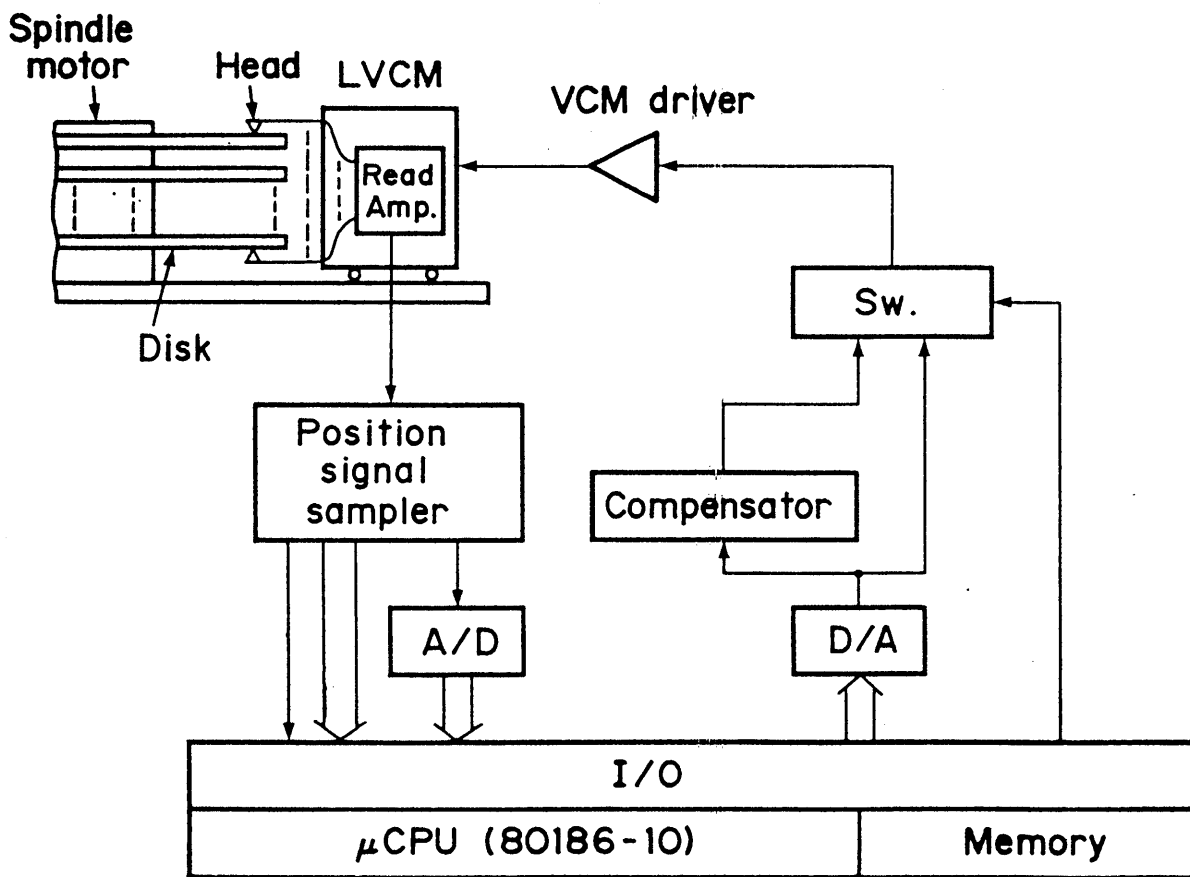 Spindle
motor
Head
LVCM
VCM driver
Read
Amp.
Sw.
Disk
Position
signal
sampler
Compensator
A/D
D/A
I/O
μCPU (80186-10)
Memory